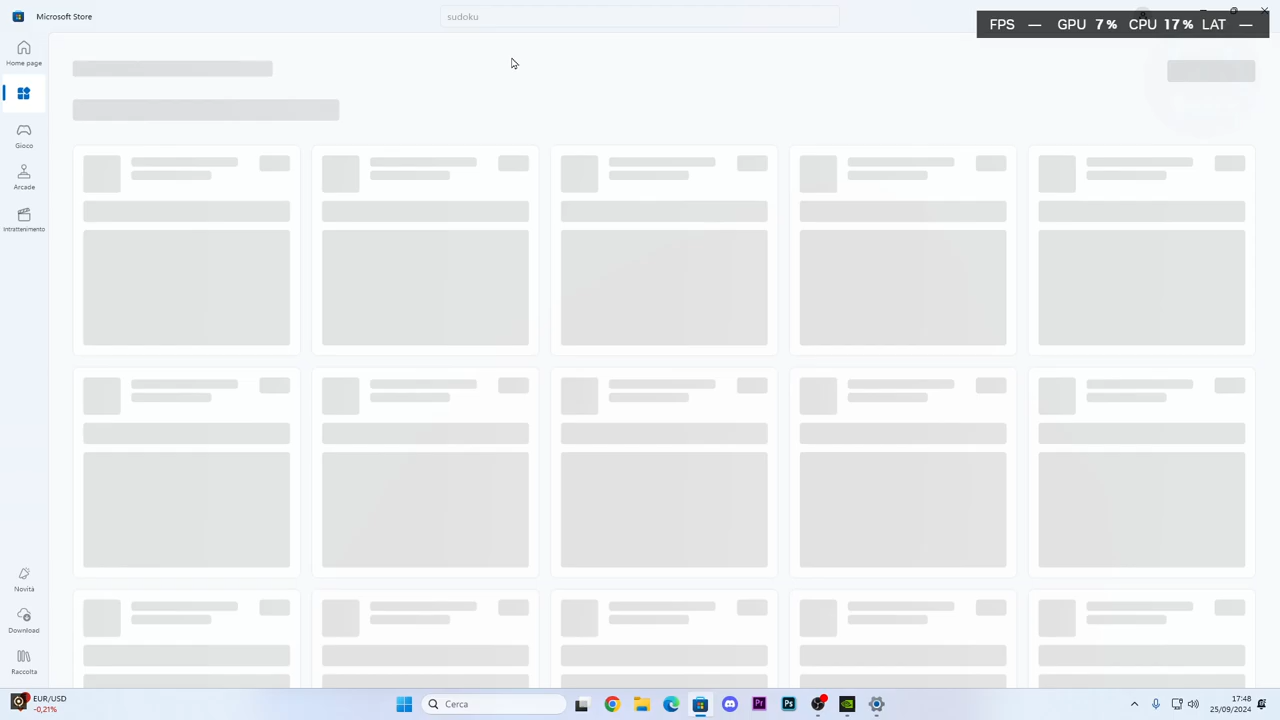 Microsoft Store
sudoku
FPS — GPU 7% CPU 17% LAT —
Home page
Gioco
Arcade
Intrattenimento
Novità
Download
Raccolta
EUR/USD
-0,21%
Cerca
17:48
25/09/2024